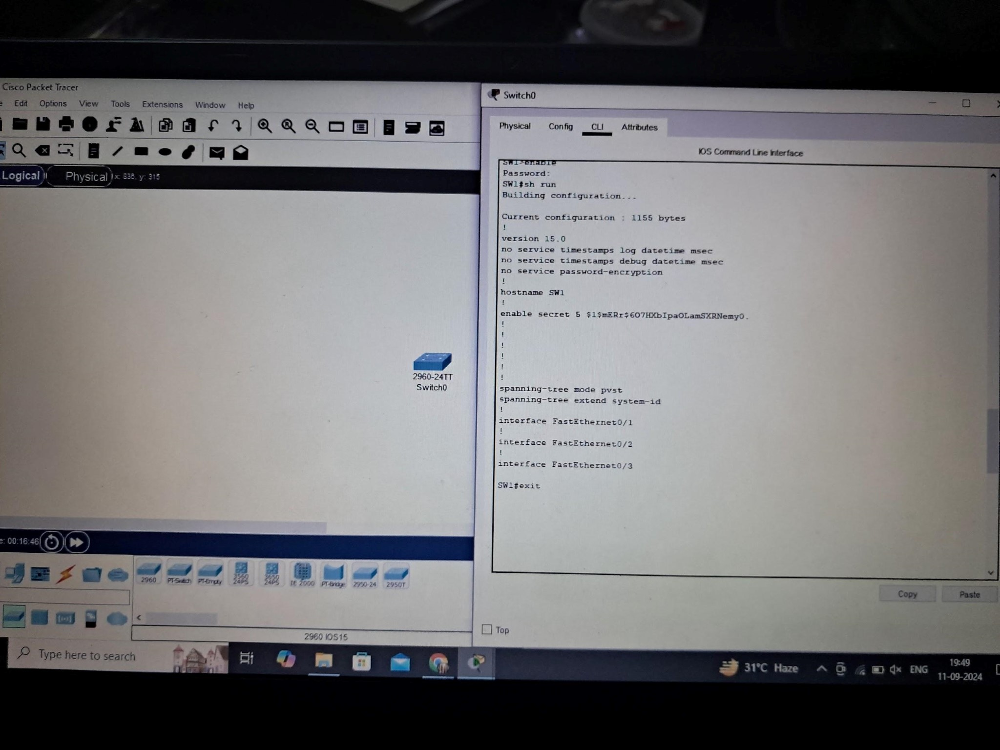 Cisco Packet Tracer
Edit Options View Tools Extensions Window Help
Logical Physical x: 836, y: 315
2960-24TT
Switch0
e: 00:16:46
2960 PT-Switch PT-Empty 3560 24PS 3650 24PS IE 2000 PT-Bridge 2950-24 2950T
2960 IOS15
Switch0
Physical Config CLI Attributes
IOS Command Line Interface
SW1>enable
Password:
SW1#sh run
Building configuration...
Current configuration : 1155 bytes
!
version 15.0
no service timestamps log datetime msec
no service timestamps debug datetime msec
no service password-encryption
!
hostname SW1
!
enable secret 5 $1$mERr$6O7HXbIpaOLamSXRNemy0.
!
!
!
!
!
!
spanning-tree mode pvst
spanning-tree extend system-id
!
interface FastEthernet0/1
!
interface FastEthernet0/2
!
interface FastEthernet0/3
SW1#exit
Copy Paste
Top
Type here to search
31°C Haze
ENG
19:49
11-09-2024